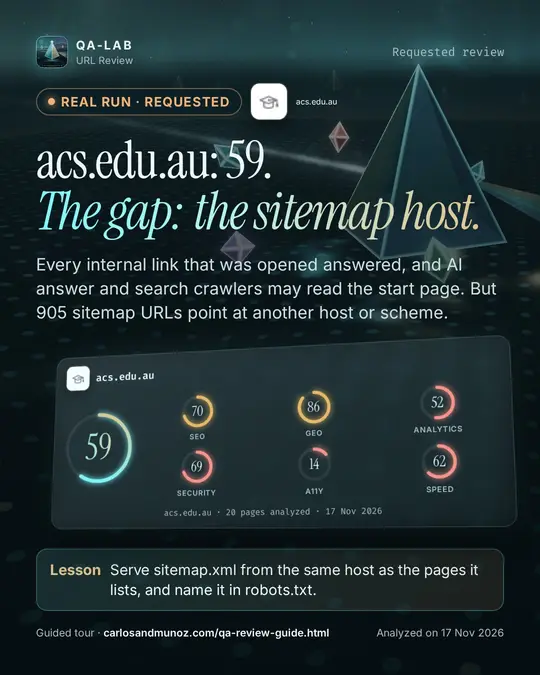 QA-LAB
URL Review
Requested review
REAL RUN · REQUESTED
acs.edu.au
acs.edu.au: 59.
The gap: the sitemap host.
Every internal link that was opened answered, and AI
answer and search crawlers may read the start page. But
905 sitemap URLs point at another host or scheme.
acs.edu.au
59
70
SEO
86
GEO
52
ANALYTICS
69
SECURITY
14
A11Y
62
SPEED
acs.edu.au · 20 pages analyzed · 17 Nov 2026
Lesson Serve sitemap.xml from the same host as the pages it
lists, and name it in robots.txt.
Guided tour · carlosandmunoz.com/qa-review-guide.html
Analyzed on 17 Nov 2026